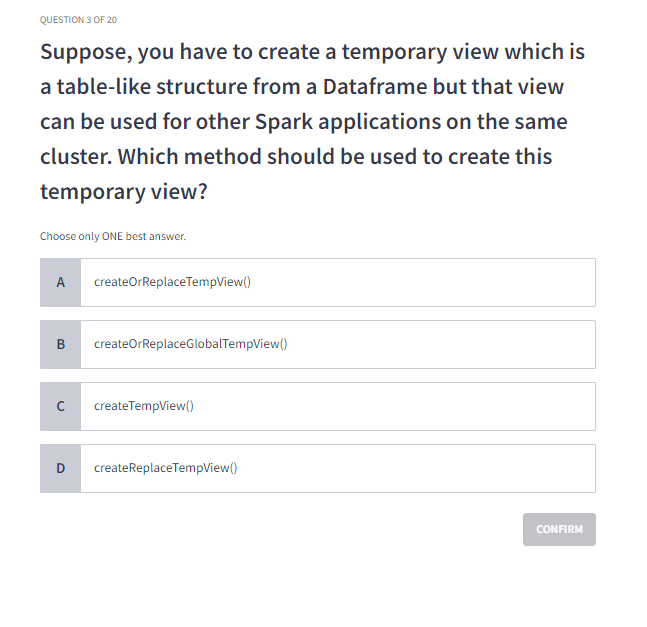 QUESTION 3 OF 20
Suppose, you have to create a temporary view which is
a table-like structure from a Dataframe but that view
can be used for other Spark applications on the same
cluster. Which method should be used to create this
temporary view?
Choose only ONE best answer.
A createOrReplaceTempView()
B createOrReplaceGlobalTempView()
C createTempView()
D createReplaceTempView()
CONFIRM